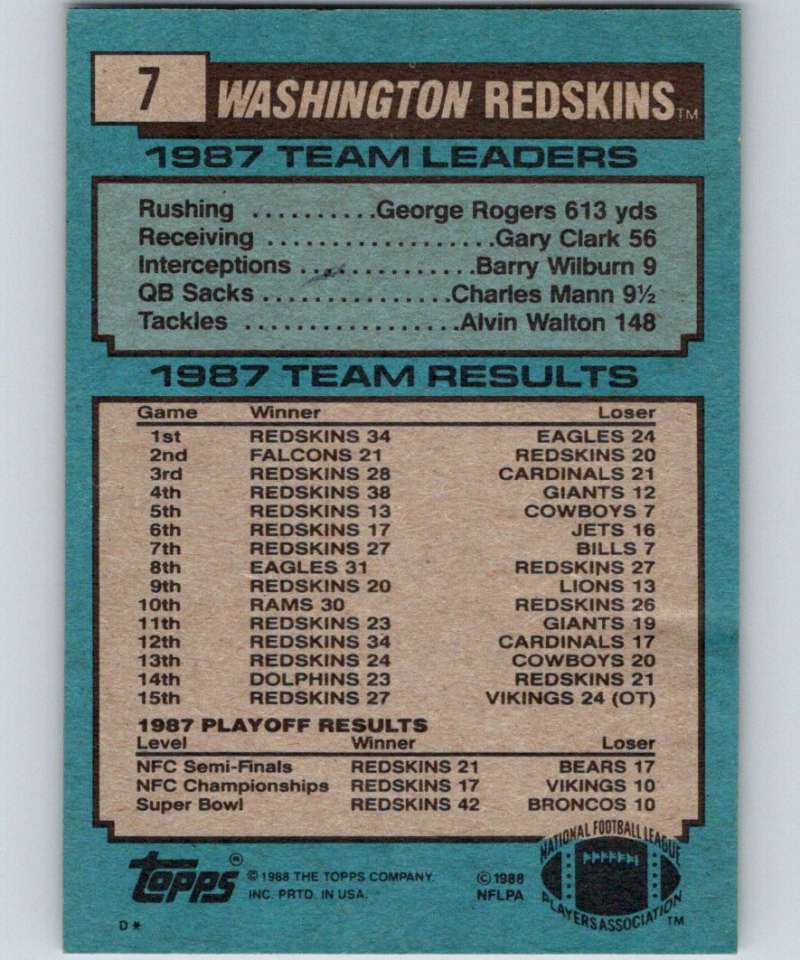 7
WASHINGTON REDSKINS TM
1987 TEAM LEADERS
Rushing ..........George Rogers 613 yds
Receiving ...................Gary Clark 56
Interceptions ...............Barry Wilburn 9
QB Sacks ................Charles Mann 9½
Tackles ..................Alvin Walton 148
1987 TEAM RESULTS
Game Winner Loser
1st REDSKINS 34 EAGLES 24
2nd FALCONS 21 REDSKINS 20
3rd REDSKINS 28 CARDINALS 21
4th REDSKINS 38 GIANTS 12
5th REDSKINS 13 COWBOYS 7
6th REDSKINS 17 JETS 16
7th REDSKINS 27 BILLS 7
8th EAGLES 31 REDSKINS 27
9th REDSKINS 20 LIONS 13
10th RAMS 30 REDSKINS 26
11th REDSKINS 23 GIANTS 19
12th REDSKINS 34 CARDINALS 17
13th REDSKINS 24 COWBOYS 20
14th DOLPHINS 23 REDSKINS 21
15th REDSKINS 27 VIKINGS 24 (OT)
1987 PLAYOFF RESULTS
Level Winner Loser
NFC Semi-Finals REDSKINS 21 BEARS 17
NFC Championships REDSKINS 17 VIKINGS 10
Super Bowl REDSKINS 42 BRONCOS 10
topps ® © 1988 THE TOPPS COMPANY.
INC. PRTD. IN USA.
© 1988
NFLPA
NATIONAL FOOTBALL LEAGUE
PLAYERS ASSOCIATION TM
D *